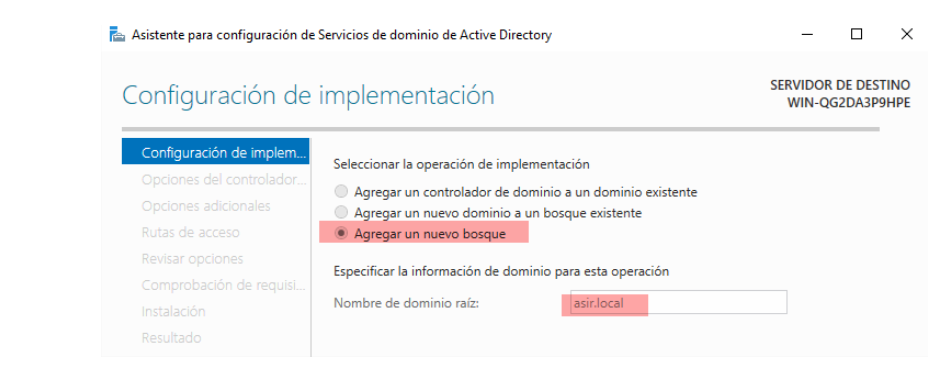 Asistente para configuración de Servicios de dominio de Active Directory
Configuración de implementación
SERVIDOR DE DESTINO
WIN-QG2DA3P9HPE
Configuración de implem...
Opciones del controlador...
Opciones adicionales
Rutas de acceso
Revisar opciones
Comprobación de requisi...
Instalación
Resultado
Seleccionar la operación de implementación
Agregar un controlador de dominio a un dominio existente
Agregar un nuevo dominio a un bosque existente
Agregar un nuevo bosque
Especificar la información de dominio para esta operación
Nombre de dominio raíz: asir.local